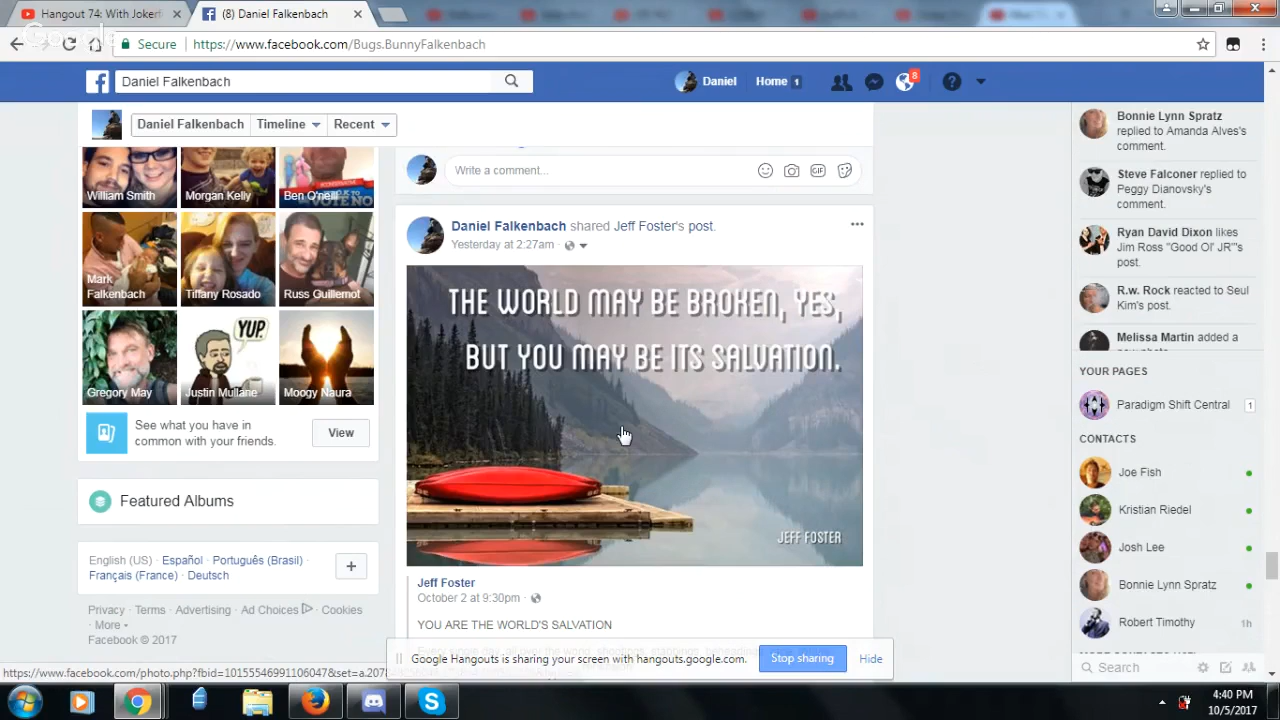 Hangout 74: With Jokert
(8) Daniel Falkenbach
Secure
https://www.facebook.com/Bugs.BunnyFalkenbach
Daniel Falkenbach
Daniel
Home 1
8
Daniel Falkenbach
Timeline
Recent
William Smith
Morgan Kelly
Ben O'neill
Mark Falkenbach
Tiffany Rosado
Russ Guillemot
YUP.
Gregory May
Justin Mullane
Moogy Naura
See what you have in
common with your friends.
View
Featured Albums
English (US) · Español · Português (Brasil) ·
Français (France) · Deutsch
Privacy · Terms · Advertising · Ad Choices · Cookies
· More
Facebook © 2017
Write a comment...
GIF
Daniel Falkenbach shared Jeff Foster's post.
Yesterday at 2:27am ·
THE WORLD MAY BE BROKEN, YES,
BUT YOU MAY BE ITS SALVATION.
JEFF FOSTER
Jeff Foster
October 2 at 9:30pm ·
YOU ARE THE WORLD'S SALVATION
Google Hangouts is sharing your screen with hangouts.google.com.
Stop sharing
Hide
Bonnie Lynn Spratz
replied to Amanda Alves's
comment.
Steve Falconer replied to
Peggy Dianovsky's
comment.
Ryan David Dixon likes
Jim Ross "Good Ol' JR"'s
post.
R.w. Rock reacted to Seul
Kim's post.
Melissa Martin added a
YOUR PAGES
Paradigm Shift Central
1
CONTACTS
Joe Fish
Kristian Riedel
Josh Lee
Bonnie Lynn Spratz
Robert Timothy
1h
Search
4:40 PM
10/5/2017